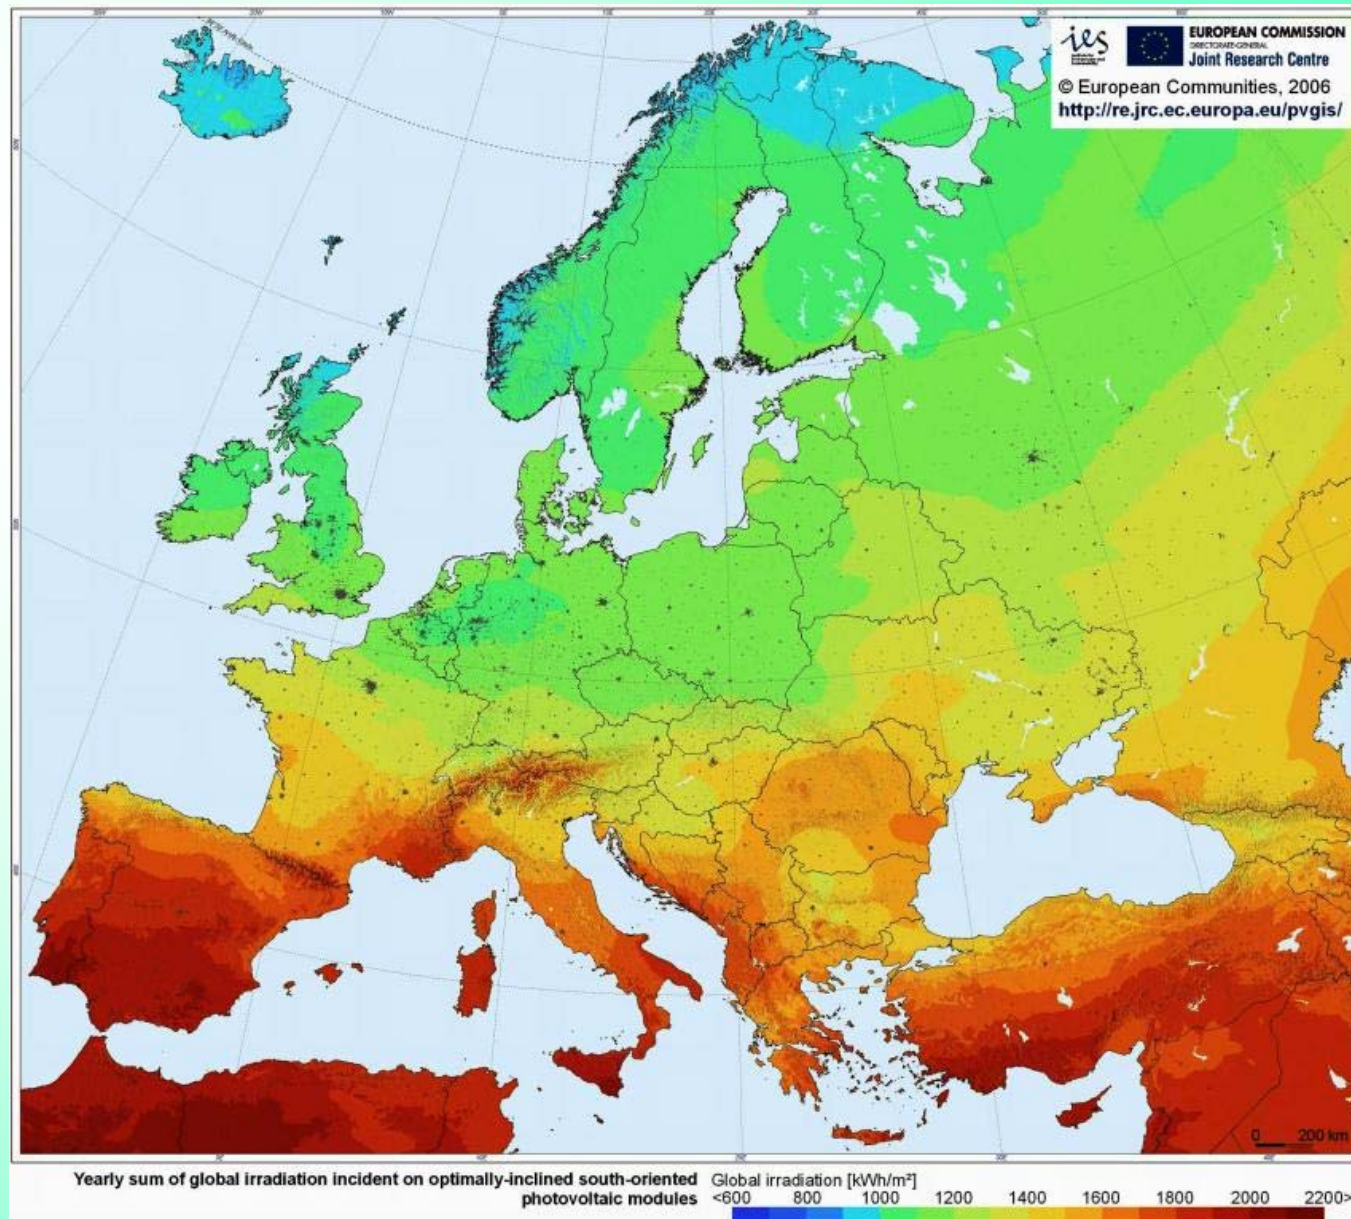 ies
EUROPEAN COMMISSION
DIRECTORATE-GENERAL
Joint Research Centre
© European Communities, 2006
http://re.jrc.ec.europa.eu/pvgis/
0 200 km
Yearly sum of global irradiation incident on optimally-inclined south-oriented
photovoltaic modules
Global irradiation [kWh/m²]
<600 800 1000 1200 1400 1600 1800 2000 2200>